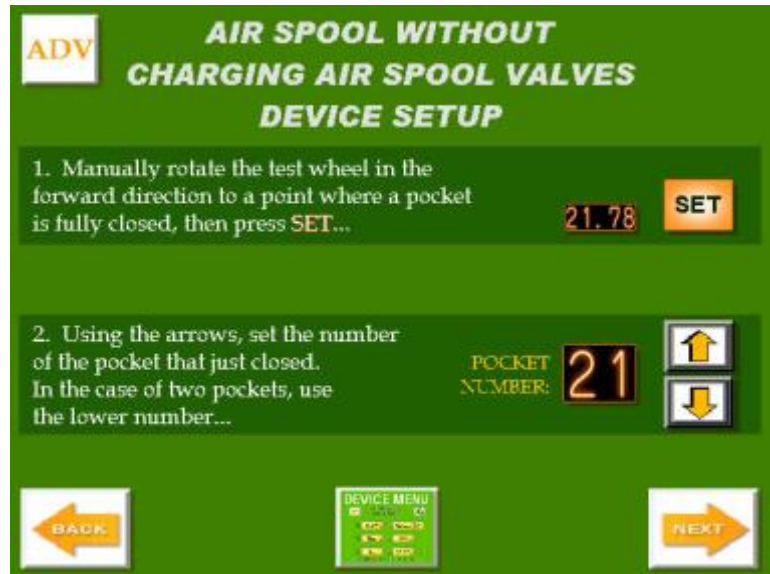 ADV
AIR SPOOL WITHOUT
CHARGING AIR SPOOL VALVES
DEVICE SETUP
1. Manually rotate the test wheel in the
forward direction to a point where a pocket
is fully closed, then press SET...
21.78
SET
2. Using the arrows, set the number
of the pocket that just closed.
In the case of two pockets, use
the lower number...
POCKET
NUMBER:
21
BACK
DEVICE MENU
NEXT